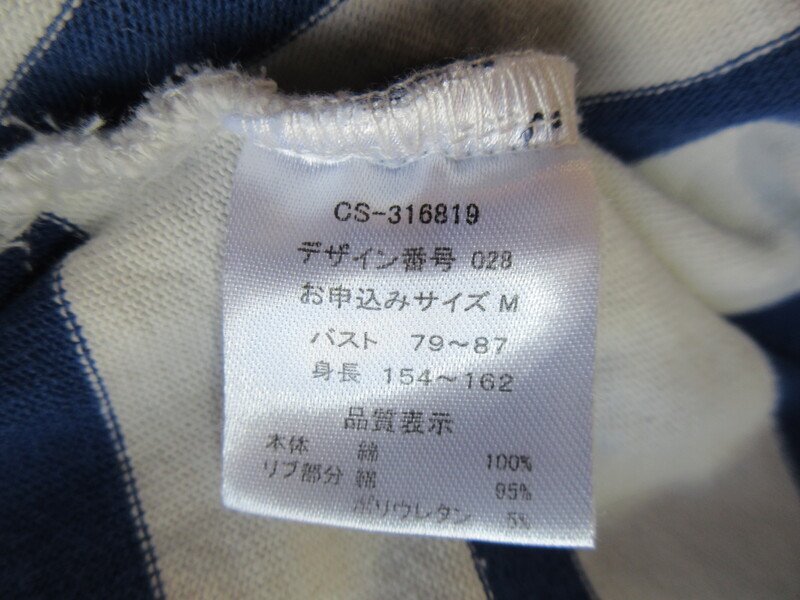 CS-316819
デザイン番号 028
お申込みサイズ M
バスト 79～87
身長 154～162
品質表示
本体 綿 100%
リブ部分 綿 95%
ポリウレタン 5%